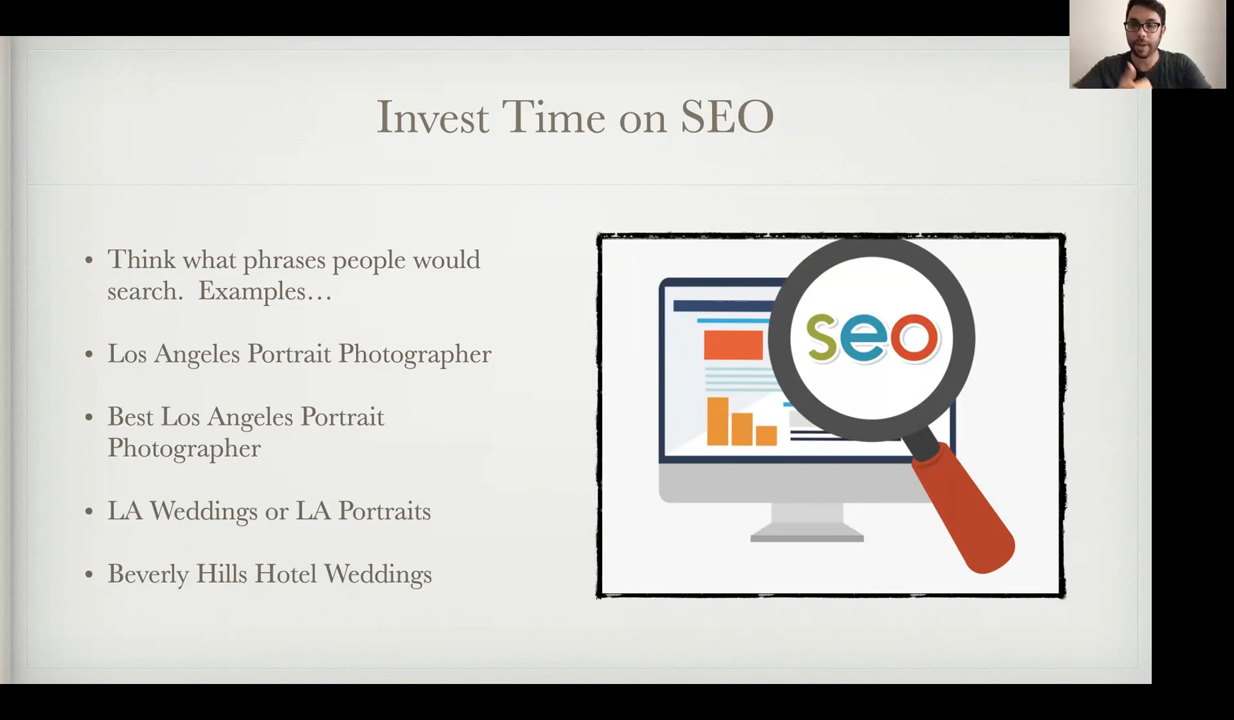 Invest Time on SEO
• Think what phrases people would
search.  Examples…
• Los Angeles Portrait Photographer
• Best Los Angeles Portrait
Photographer
• LA Weddings or LA Portraits
• Beverly Hills Hotel Weddings
seo